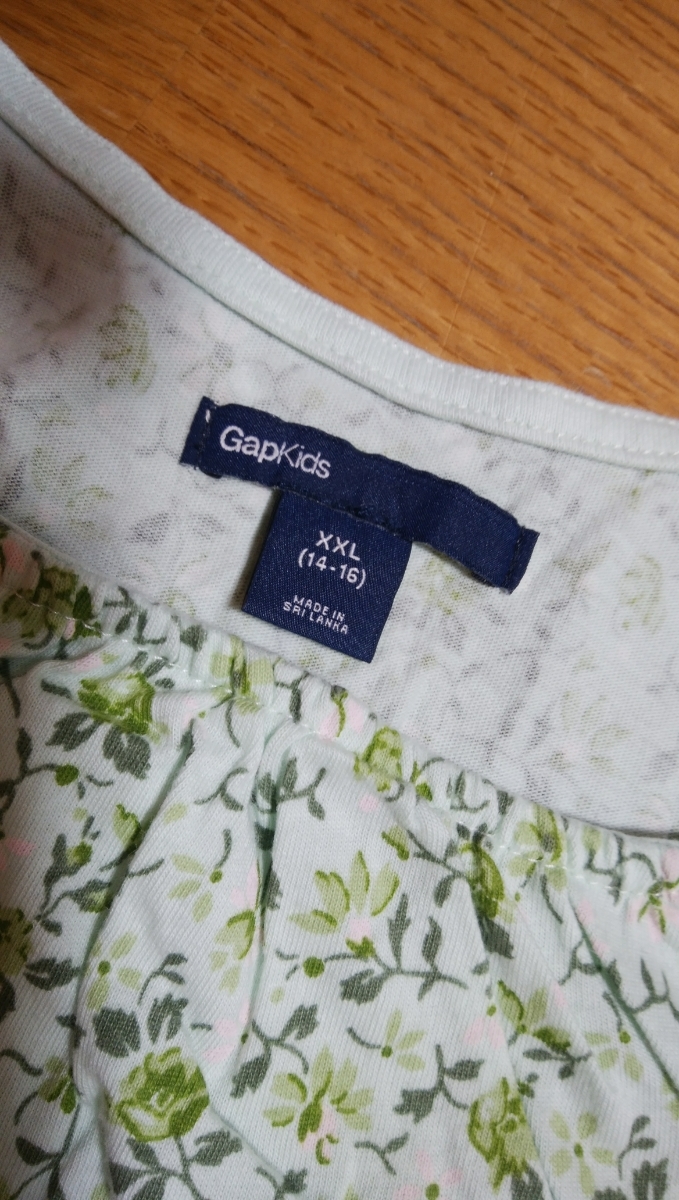 GapKids
XXL
(14-16)
MADE IN
SRI LANKA